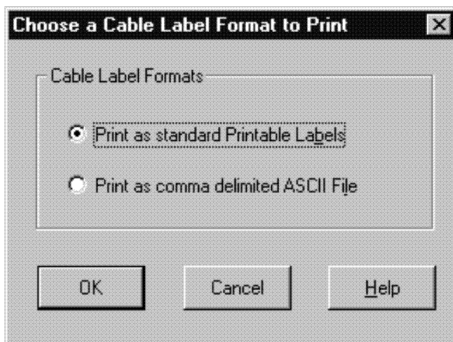 Choose a Cable Label Format to Print
Cable Label Formats
Print as standard Printable Labels
Print as comma delimited ASCII File
OK Cancel Help